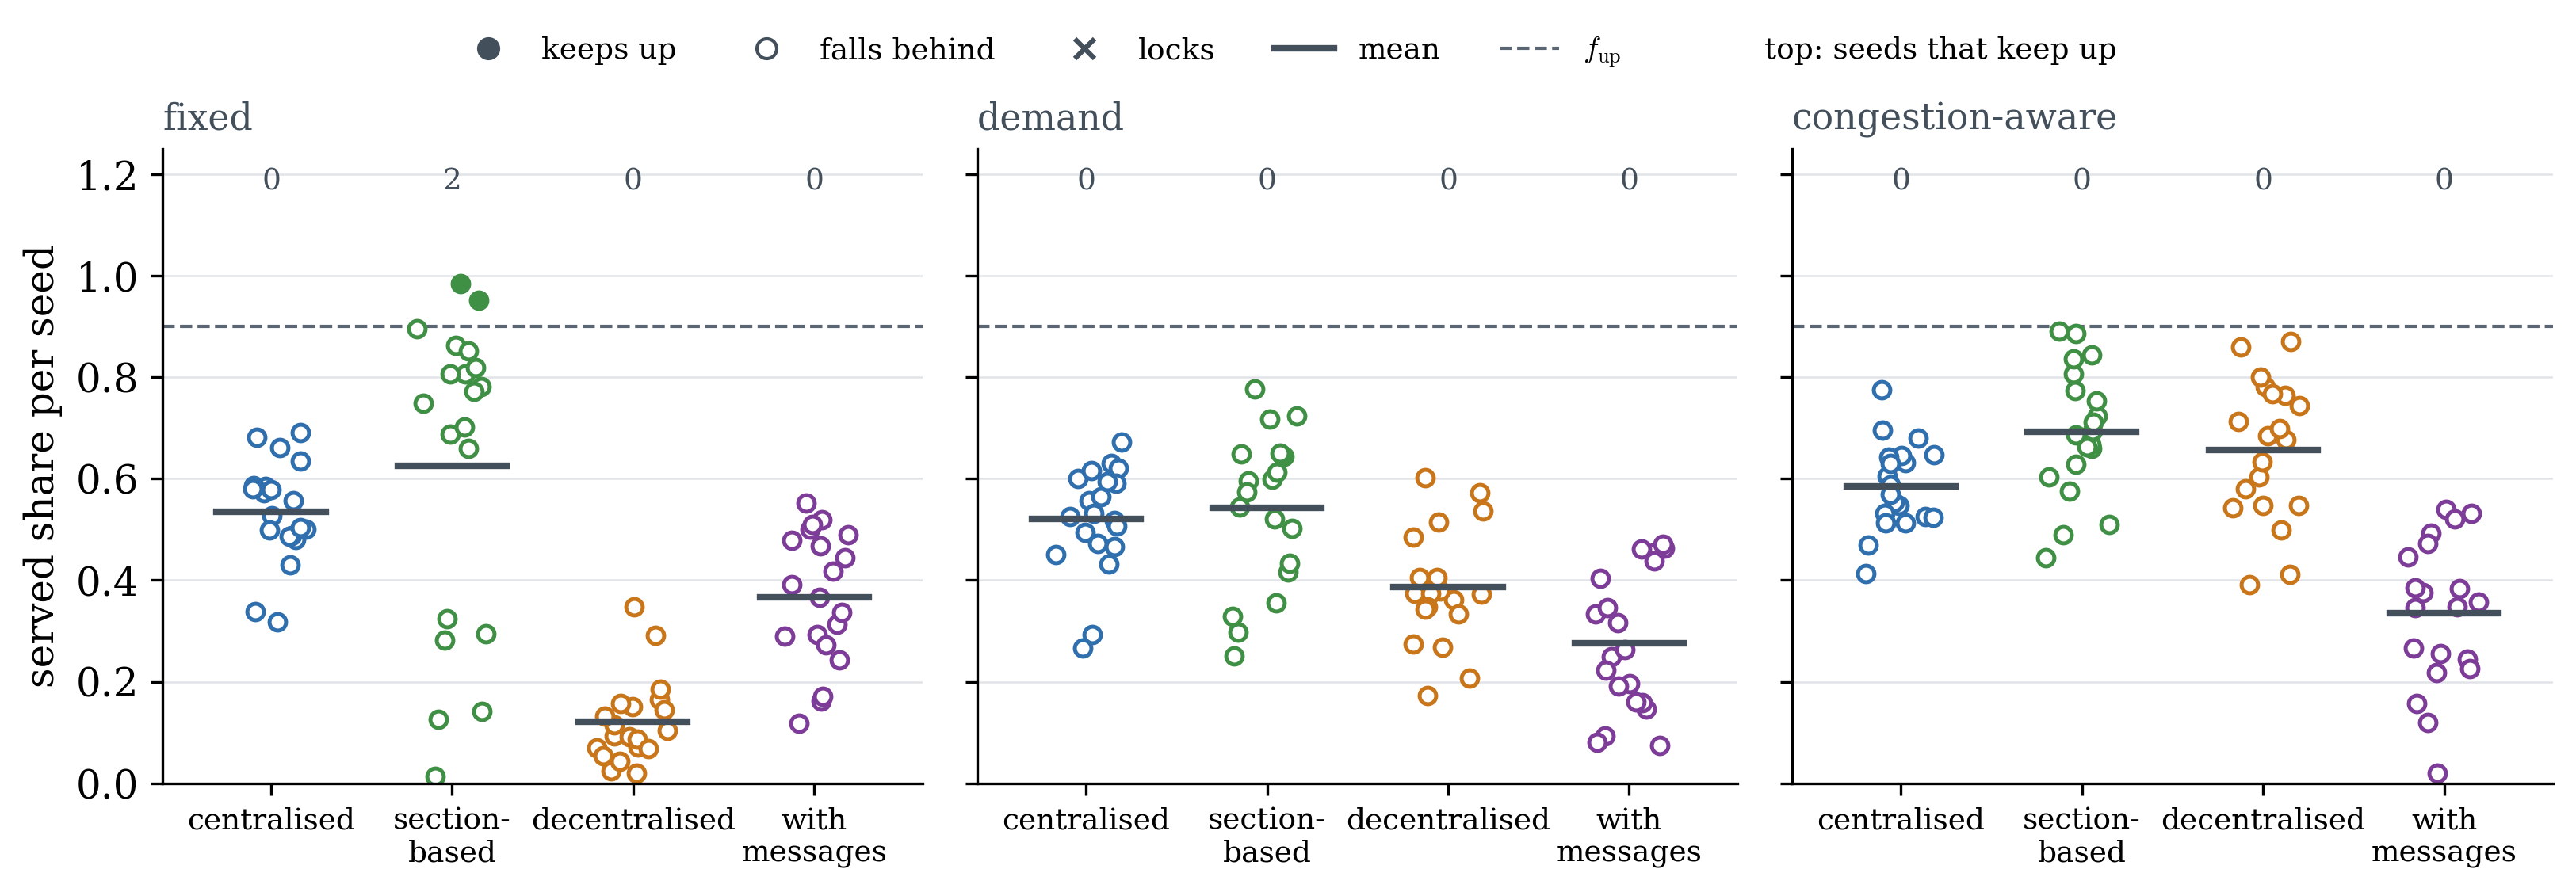 keeps up falls behind locks mean f_up top: seeds that keep up
fixed demand congestion-aware
served share per seed
1.2
1.0
0.8
0.6
0.4
0.2
0.0
0 2 0 0
0 0 0 0
0 0 0 0
centralised section-based decentralised with messages
centralised section-based decentralised with messages
centralised section-based decentralised with messages